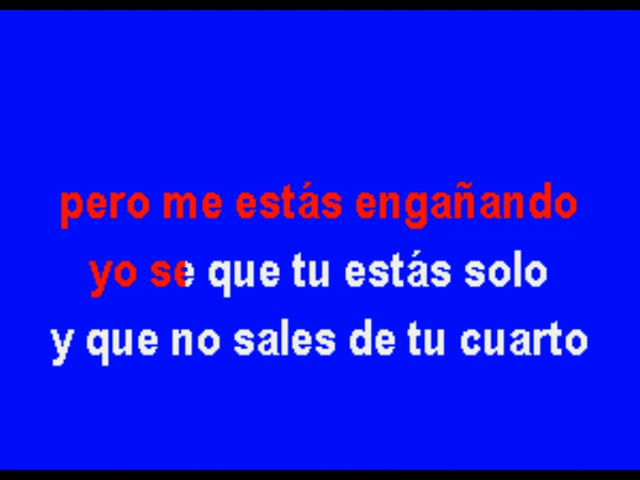 pero me estás engañando
yo se que tu estás solo
y que no sales de tu cuarto